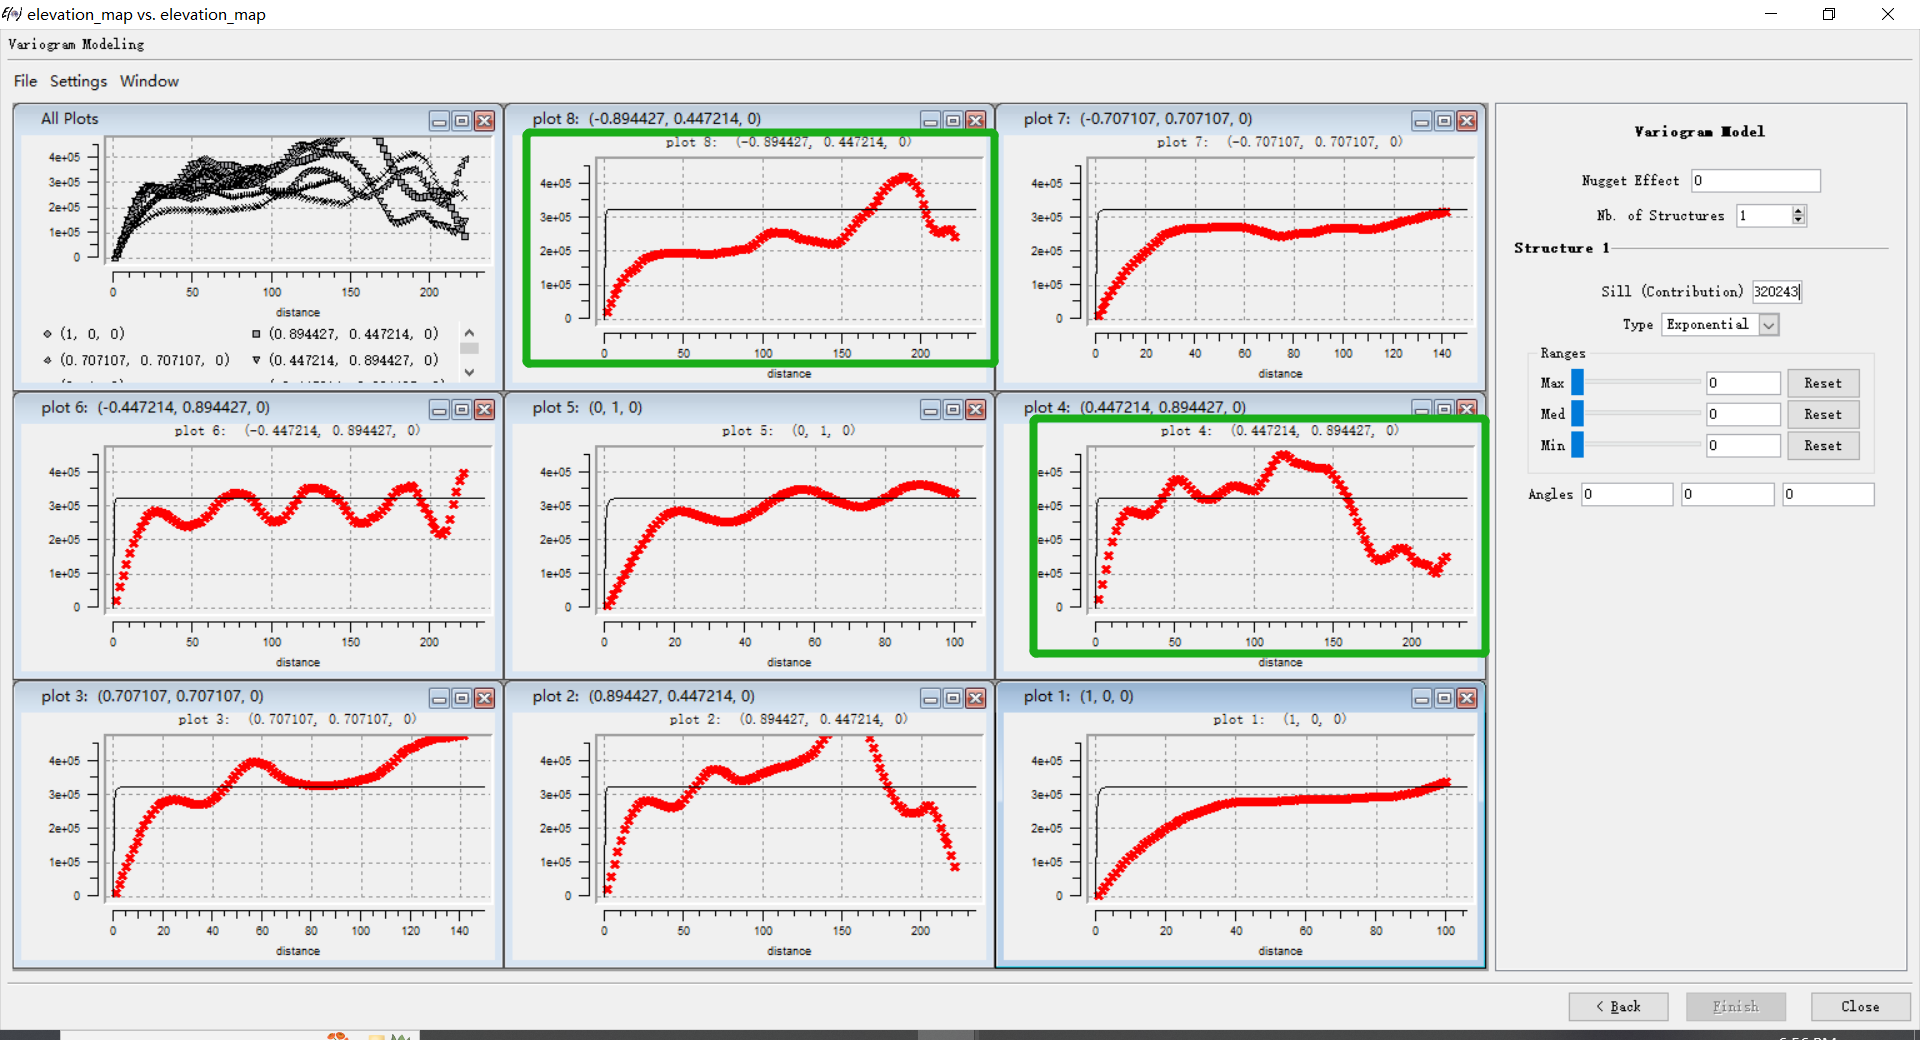 elevation_map vs. elevation_map
Variogram Modeling
File Settings Window
All Plots
4e+05
3e+05
2e+05
1e+05
0
0 50 100 150 200
distance
(1, 0, 0) (0.894427, 0.447214, 0)
(0.707107, 0.707107, 0) (0.447214, 0.894427, 0)
plot 8: (-0.894427, 0.447214, 0)
plot 8: (-0.894427, 0.447214, 0)
4e+05
3e+05
2e+05
1e+05
0
0 50 100 150 200
distance
plot 7: (-0.707107, 0.707107, 0)
plot 7: (-0.707107, 0.707107, 0)
4e+05
3e+05
2e+05
1e+05
0
0 20 40 60 80 100 120 140
distance
plot 6: (-0.447214, 0.894427, 0)
plot 6: (-0.447214, 0.894427, 0)
4e+05
3e+05
2e+05
1e+05
0
0 50 100 150 200
distance
plot 5: (0, 1, 0)
plot 5: (0, 1, 0)
4e+05
3e+05
2e+05
1e+05
0
0 20 40 60 80 100
distance
plot 4: (0.447214, 0.894427, 0)
plot 4: (0.447214, 0.894427, 0)
e+05
e+05
e+05
e+05
0
0 50 100 150 200
distance
plot 3: (0.707107, 0.707107, 0)
plot 3: (0.707107, 0.707107, 0)
4e+05
3e+05
2e+05
1e+05
0
0 20 40 60 80 100 120 140
distance
plot 2: (0.894427, 0.447214, 0)
plot 2: (0.894427, 0.447214, 0)
4e+05
3e+05
2e+05
1e+05
0
0 50 100 150 200
distance
plot 1: (1, 0, 0)
plot 1: (1, 0, 0)
4e+05
3e+05
2e+05
1e+05
0
0 20 40 60 80 100
distance
Variogram Model
Nugget Effect 0
Nb. of Structures 1
Structure 1
Sill (Contribution) 320243
Type Exponential
Ranges
Max 0 Reset
Med 0 Reset
Min 0 Reset
Angles 0 0 0
< Back Finish Close